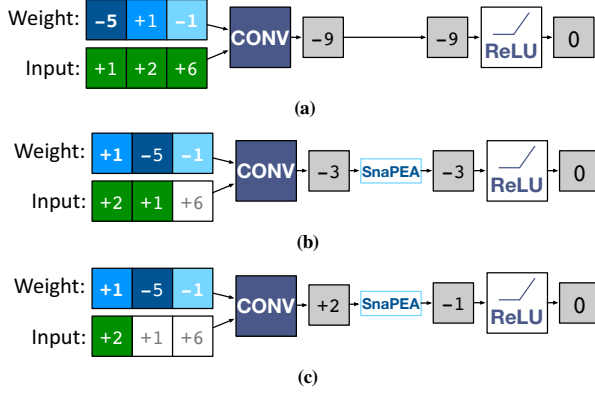 Weight: -5 +1 -1
Input: +1 +2 +6
CONV -9 -9 ReLU 0
(a)
Weight: +1 -5 -1
Input: +2 +1 +6
CONV -3 SnaPEA -3 ReLU 0
(b)
Weight: +1 -5 -1
Input: +2 +1 +6
CONV +2 SnaPEA -1 ReLU 0
(c)